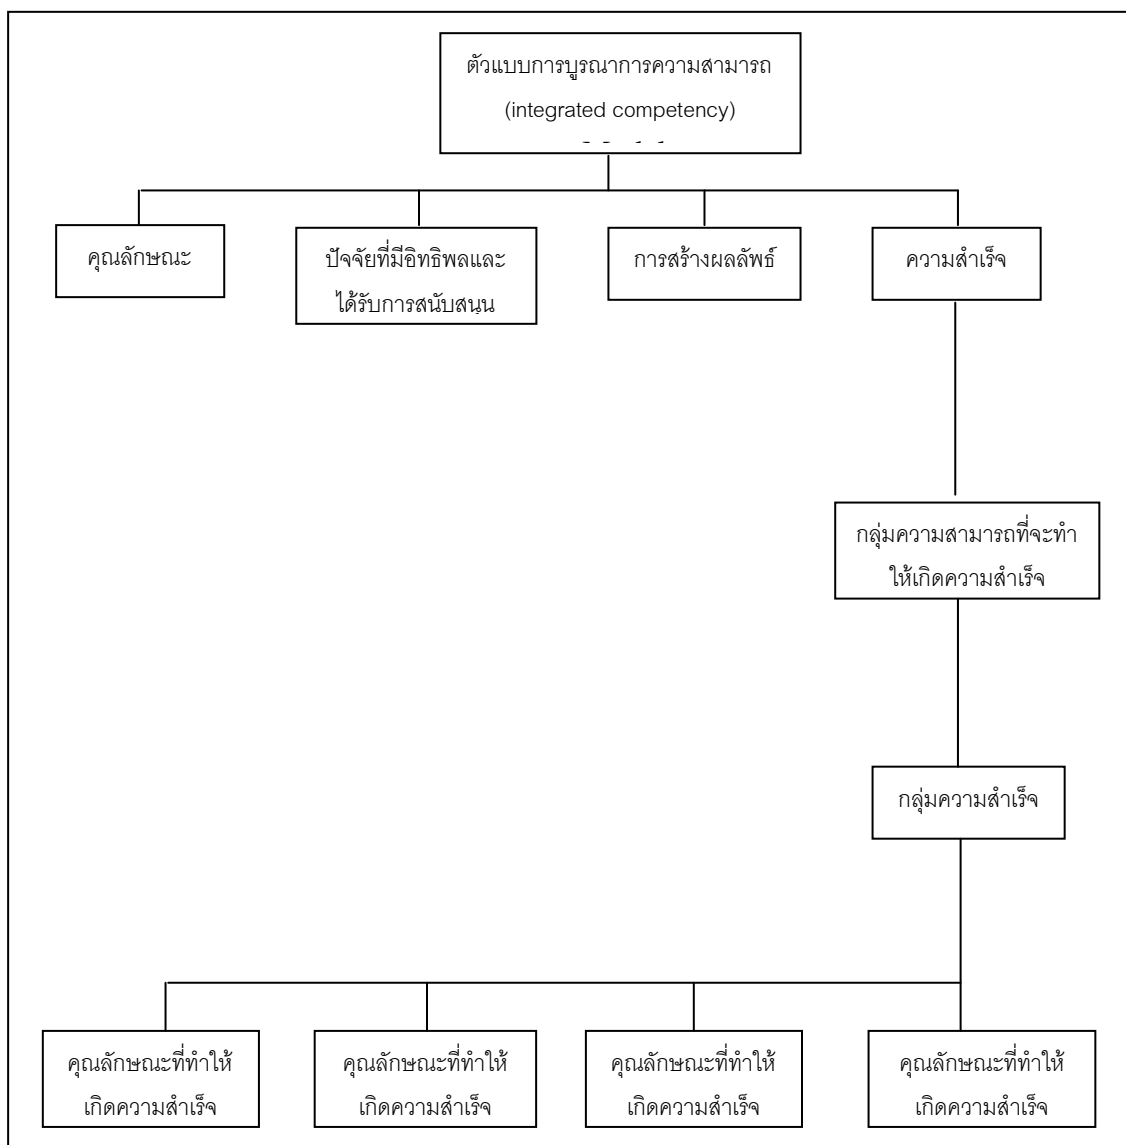 ตัวแบบการบูรณาการความสามารถ
(integrated competency)
คุณลักษณะ
ปัจจัยที่มีอิทธิพลและ
ได้รับการสนับสนุน
การสร้างผลลัพธ์
ความสำเร็จ
กลุ่มความสามารถที่จะทำ
ให้เกิดความสำเร็จ
กลุ่มความสำเร็จ
คุณลักษณะที่ทำให้
เกิดความสำเร็จ
คุณลักษณะที่ทำให้
เกิดความสำเร็จ
คุณลักษณะที่ทำให้
เกิดความสำเร็จ
คุณลักษณะที่ทำให้
เกิดความสำเร็จ